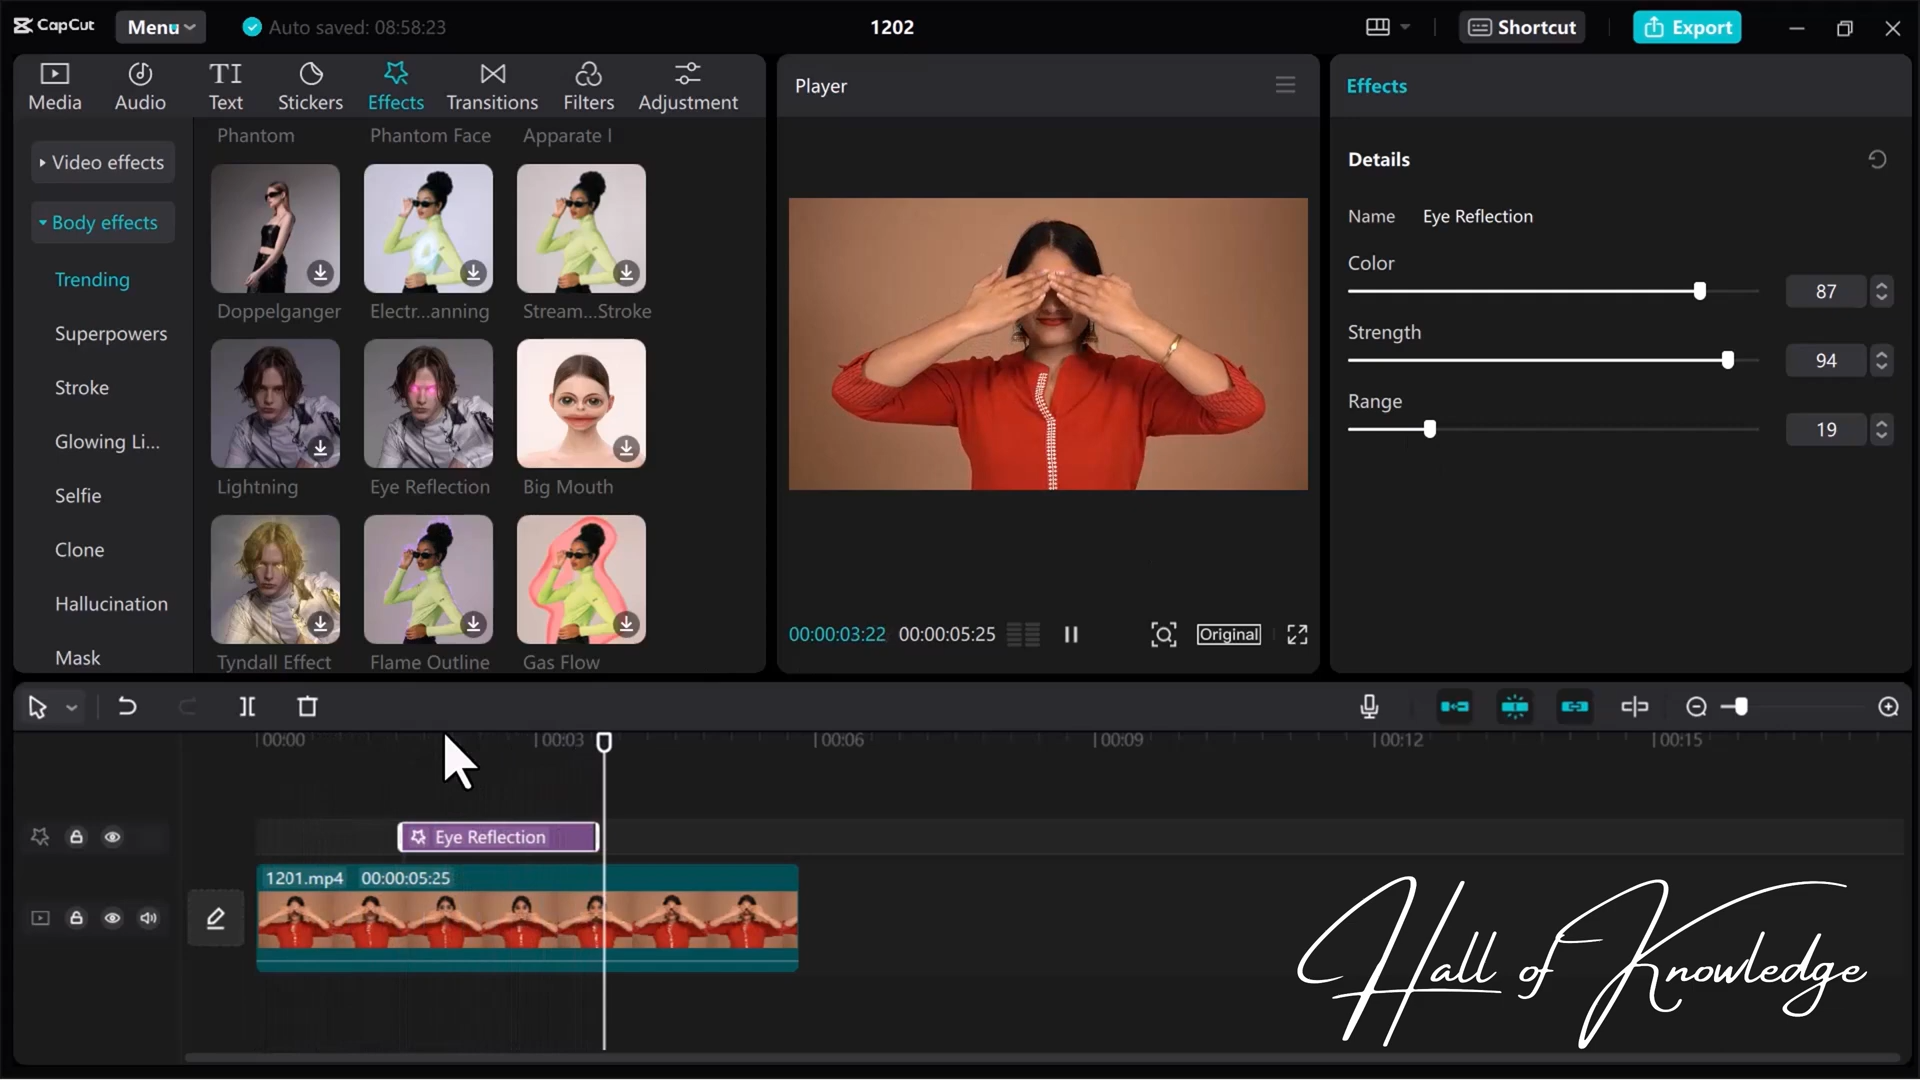 CapCut
Menu
Auto saved: 08:58:23
1202
Shortcut
Export
Media
Audio
Text
Stickers
Effects
Transitions
Filters
Adjustment
Video effects
Body effects
Trending
Superpowers
Stroke
Glowing Li...
Selfie
Clone
Hallucination
Mask
Phantom
Phantom Face
Apparate I
Doppelganger
Electr...anning
Stream...Stroke
Lightning
Eye Reflection
Big Mouth
Tyndall Effect
Flame Outline
Gas Flow
Player
00:00:03:22 00:00:05:25
Original
Effects
Details
Name Eye Reflection
Color
87
Strength
94
Range
19
00:00
00:03
00:06
00:09
00:12
00:15
Eye Reflection
1201.mp4 00:00:05:25
Hall of Knowledge